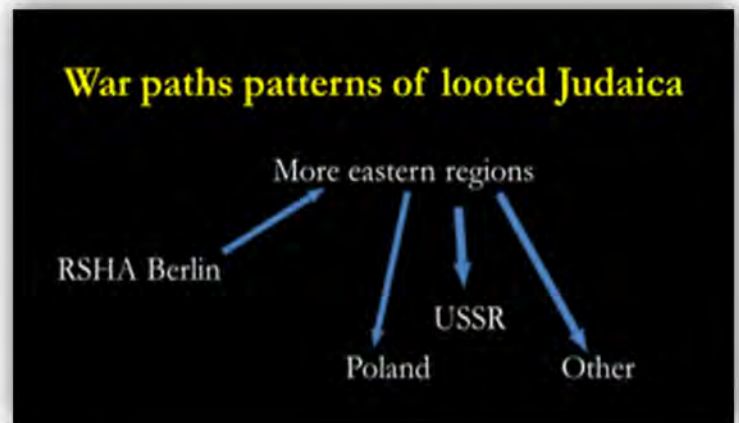 War paths patterns of looted Judaica
More eastern regions
RSHA Berlin
USSR
Poland
Other